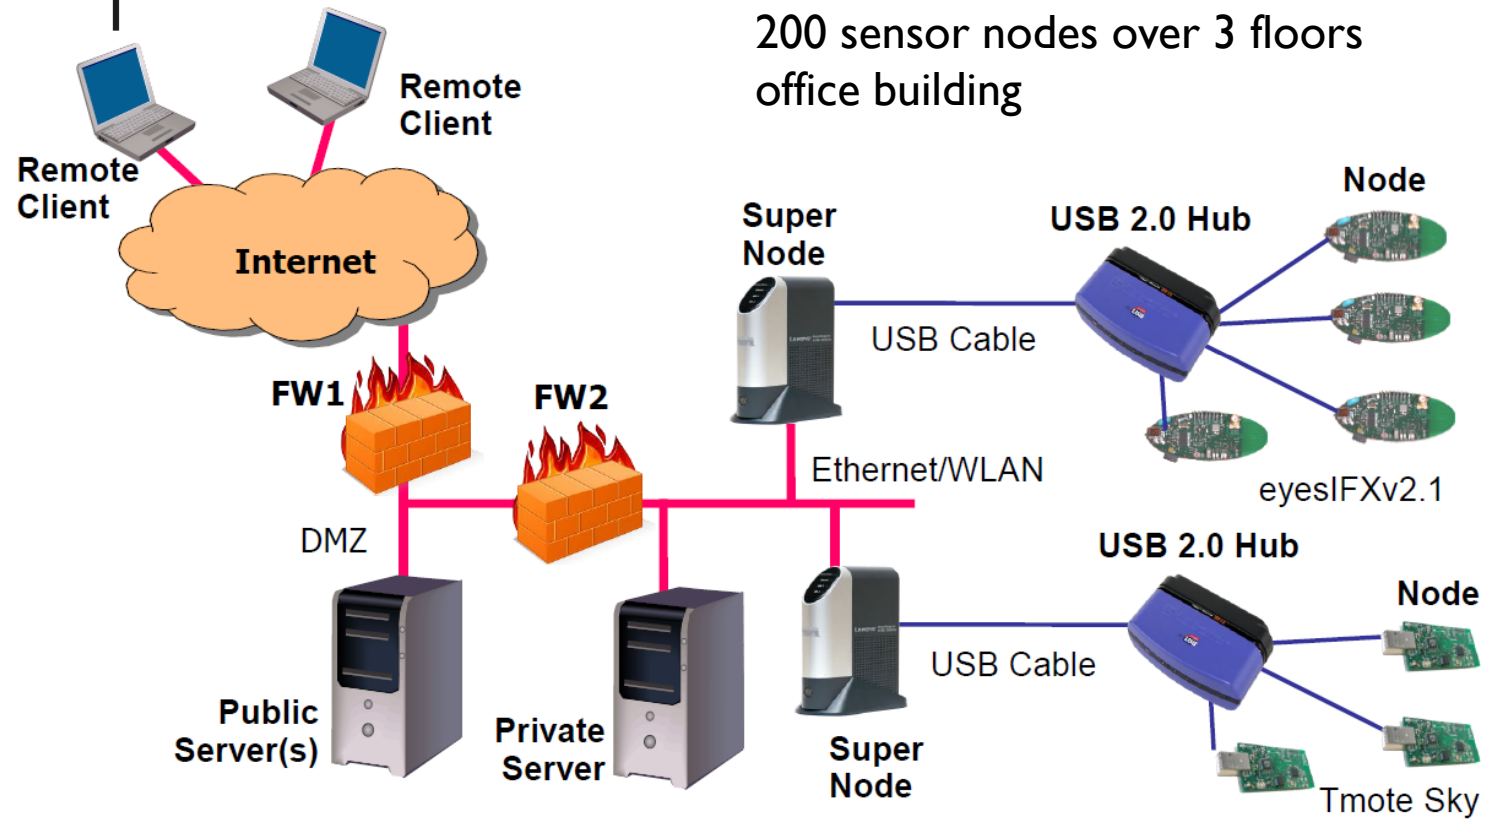 200 sensor nodes over 3 floors
office building
Remote
Client
Remote
Client
Internet
Super
Node
USB 2.0 Hub
Node
USB Cable
FW1
FW2
Ethernet/WLAN
eyesIFXv2.1
DMZ
USB 2.0 Hub
Node
USB Cable
Public
Server(s)
Private
Server
Super
Node
Tmote Sky